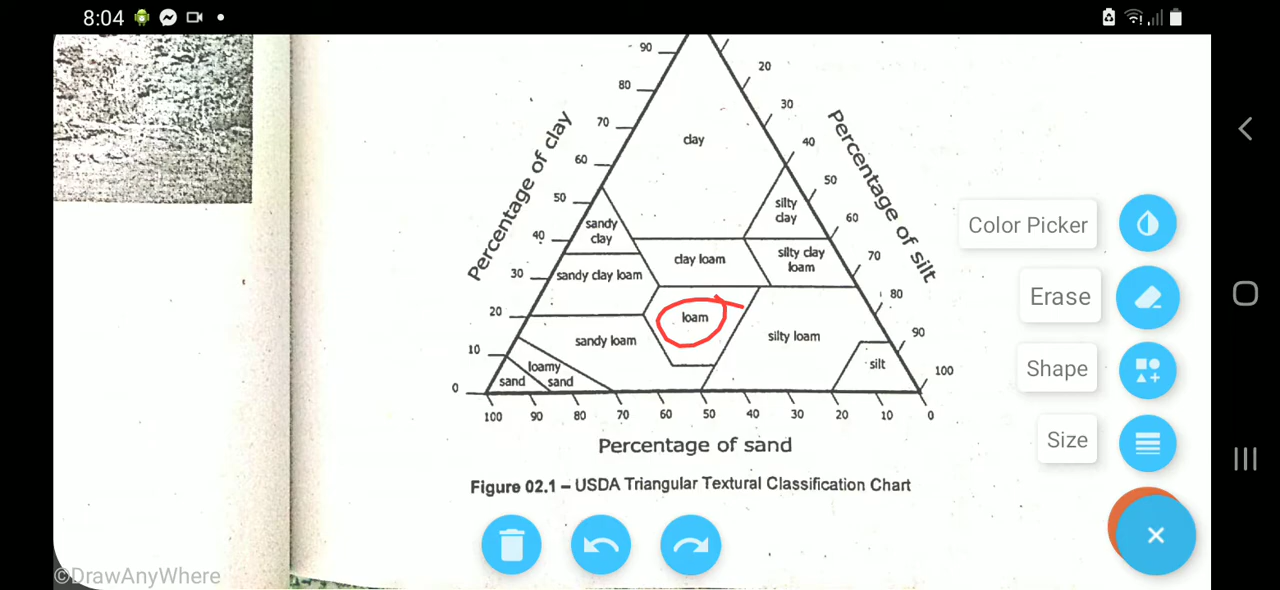 8:04
90
20
80
30
70
clay
40
60
50
50
silty
clay
60
sandy
clay
40
clay loam
silty clay
loam
70
30
sandy clay loam
80
20
loam
90
sandy loam
silty loam
10
loamy
sand
sand
silt
100
0
100
90
80
70
60
50
40
30
20
10
0
Percentage of clay
Percentage of silt
Percentage of sand
Figure 02.1 – USDA Triangular Textural Classification Chart
Color Picker
Erase
Shape
Size
©DrawAnyWhere